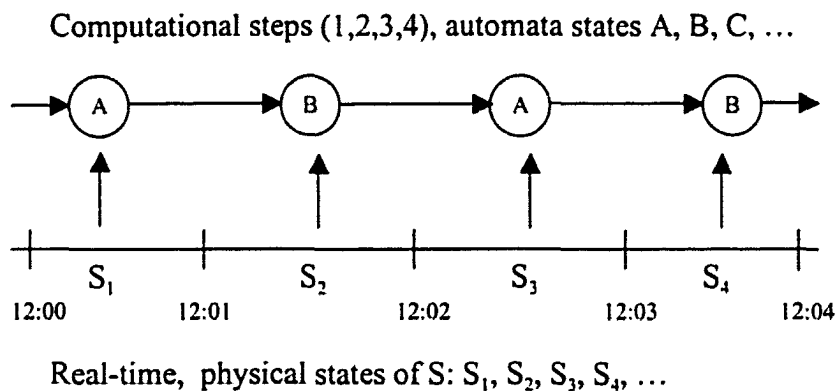 Computational steps (1,2,3,4), automata states A, B, C, …
A B A B
S₁ S₂ S₃ S₄
12:00 12:01 12:02 12:03 12:04
Real-time, physical states of S: S₁, S₂, S₃, S₄, …